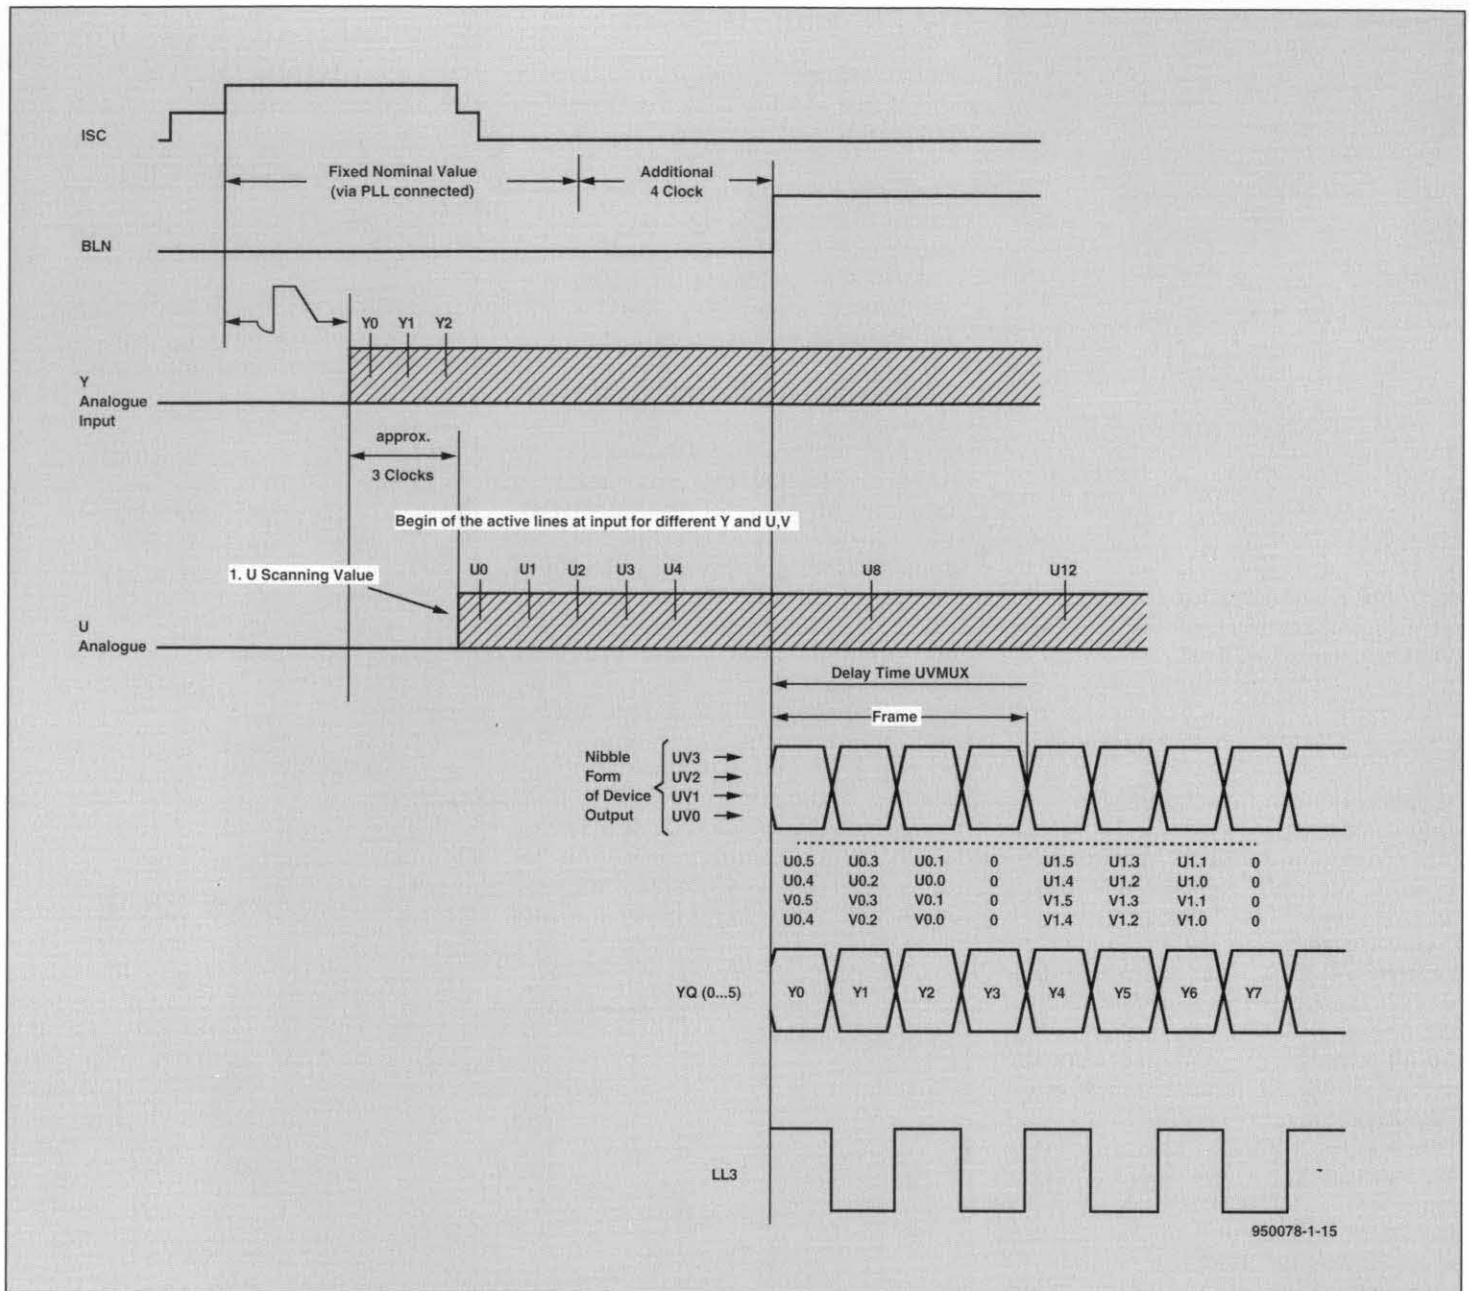 ISC
Fixed Nominal Value
(via PLL connected)
Additional
4 Clock
BLN
Y0 Y1 Y2
Y
Analogue
Input
approx.
3 Clocks
Begin of the active lines at input for different Y and U,V
1. U Scanning Value
U0 U1 U2 U3 U4 U8 U12
U
Analogue
Delay Time UVMUX
Frame
Nibble
Form
of Device
Output
UV3
UV2
UV1
UV0
U0.5 U0.3 U0.1 0 U1.5 U1.3 U1.1 0
U0.4 U0.2 U0.0 0 U1.4 U1.2 U1.0 0
V0.5 V0.3 V0.1 0 V1.5 V1.3 V1.1 0
U0.4 V0.2 V0.0 0 V1.4 V1.2 V1.0 0
YQ (0...5)
Y0 Y1 Y2 Y3 Y4 Y5 Y6 Y7
LL3
950078-1-15